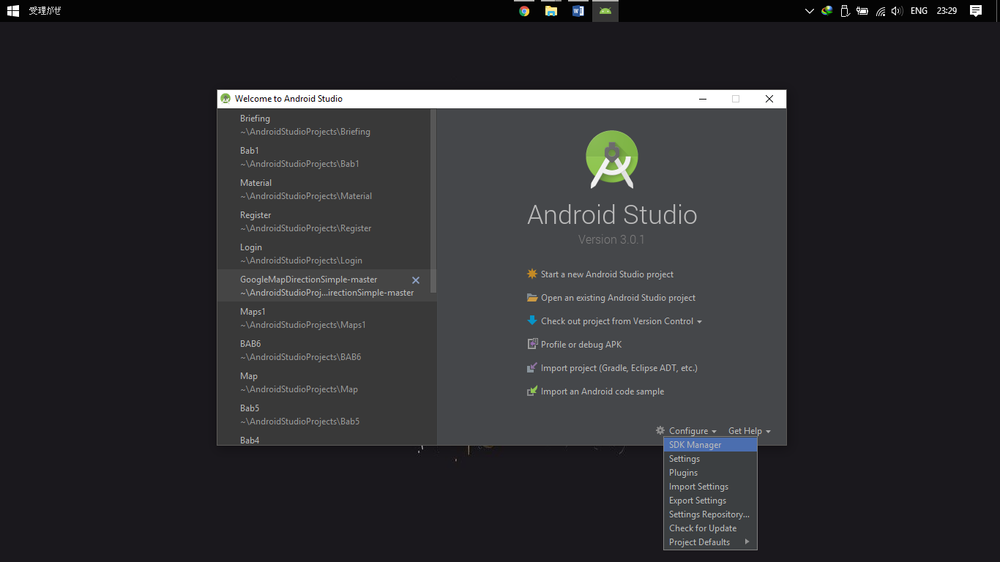 受理がぜ
ENG
23:29
Welcome to Android Studio
Briefing
~\AndroidStudioProjects\Briefing
Bab1
~\AndroidStudioProjects\Bab1
Material
~\AndroidStudioProjects\Material
Register
~\AndroidStudioProjects\Register
Login
~\AndroidStudioProjects\Login
GoogleMapDirectionSimple-master
~\AndroidStudioProj...irectionSimple-master
Maps1
~\AndroidStudioProjects\Maps1
BAB6
~\AndroidStudioProjects\BAB6
Map
~\AndroidStudioProjects\Map
Bab5
~\AndroidStudioProjects\Bab5
Bab4
Android Studio
Version 3.0.1
Start a new Android Studio project
Open an existing Android Studio project
Check out project from Version Control
Profile or debug APK
Import project (Gradle, Eclipse ADT, etc.)
Import an Android code sample
Configure
Get Help
SDK Manager
Settings
Plugins
Import Settings
Export Settings
Settings Repository...
Check for Update
Project Defaults